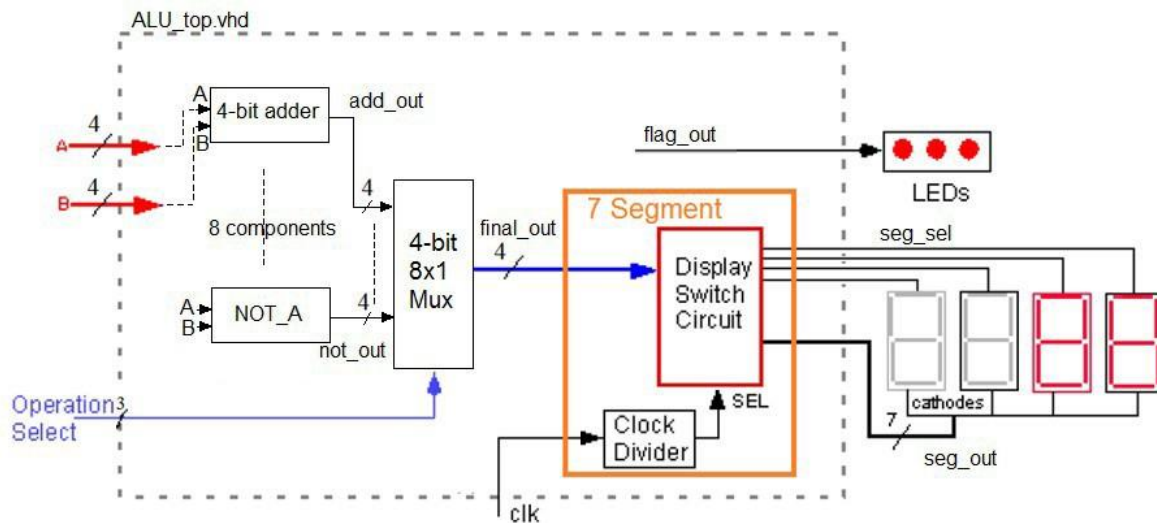 ALU_top.vhd
A
4-bit adder
add_out
B
4
A
4
B
8 components
4
4-bit
8x1
Mux
final_out
4
7 Segment
Display
Switch
Circuit
flag_out
LEDs
seg_sel
A
B
NOT_A
4
not_out
Operation
Select
3
SEL
Clock
Divider
clk
cathodes
7
seg_out